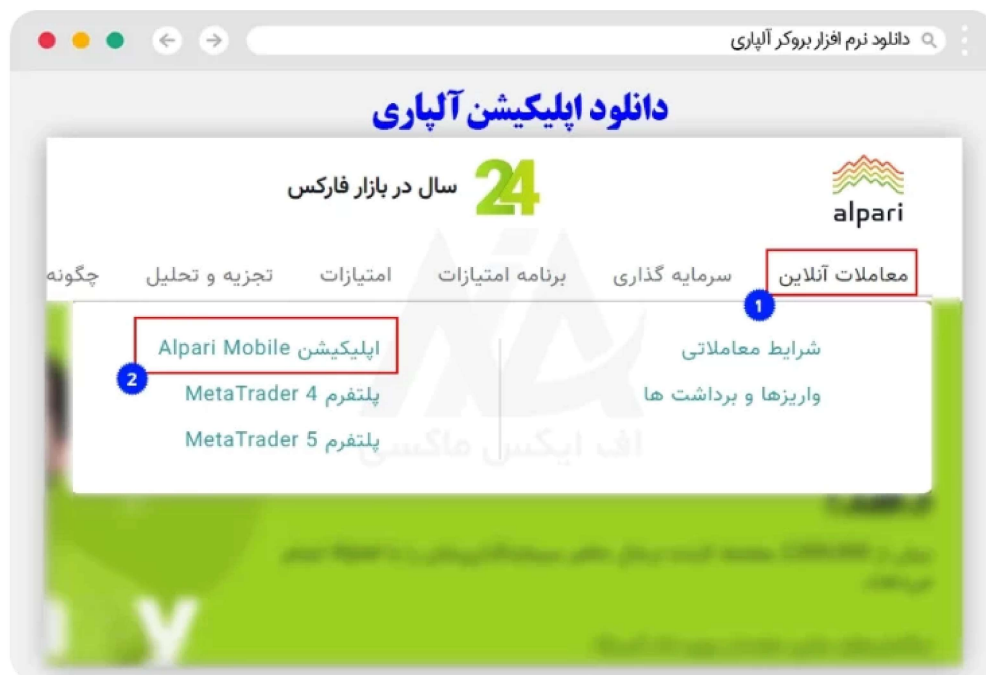 دانلود نرم افزار بروکر آلپاری
دانلود اپلیکیشن آلپاری
alpari
24 سال در بازار فارکس
معاملات آنلاین سرمایه گذاری برنامه امتیازات امتیازات تجزیه و تحلیل چگونه
1
شرایط معاملاتی
واریزها و برداشت ها
اپلیکیشن Alpari Mobile
2
پلتفرم MetaTrader 4
پلتفرم MetaTrader 5
اف ایکس ماکسی